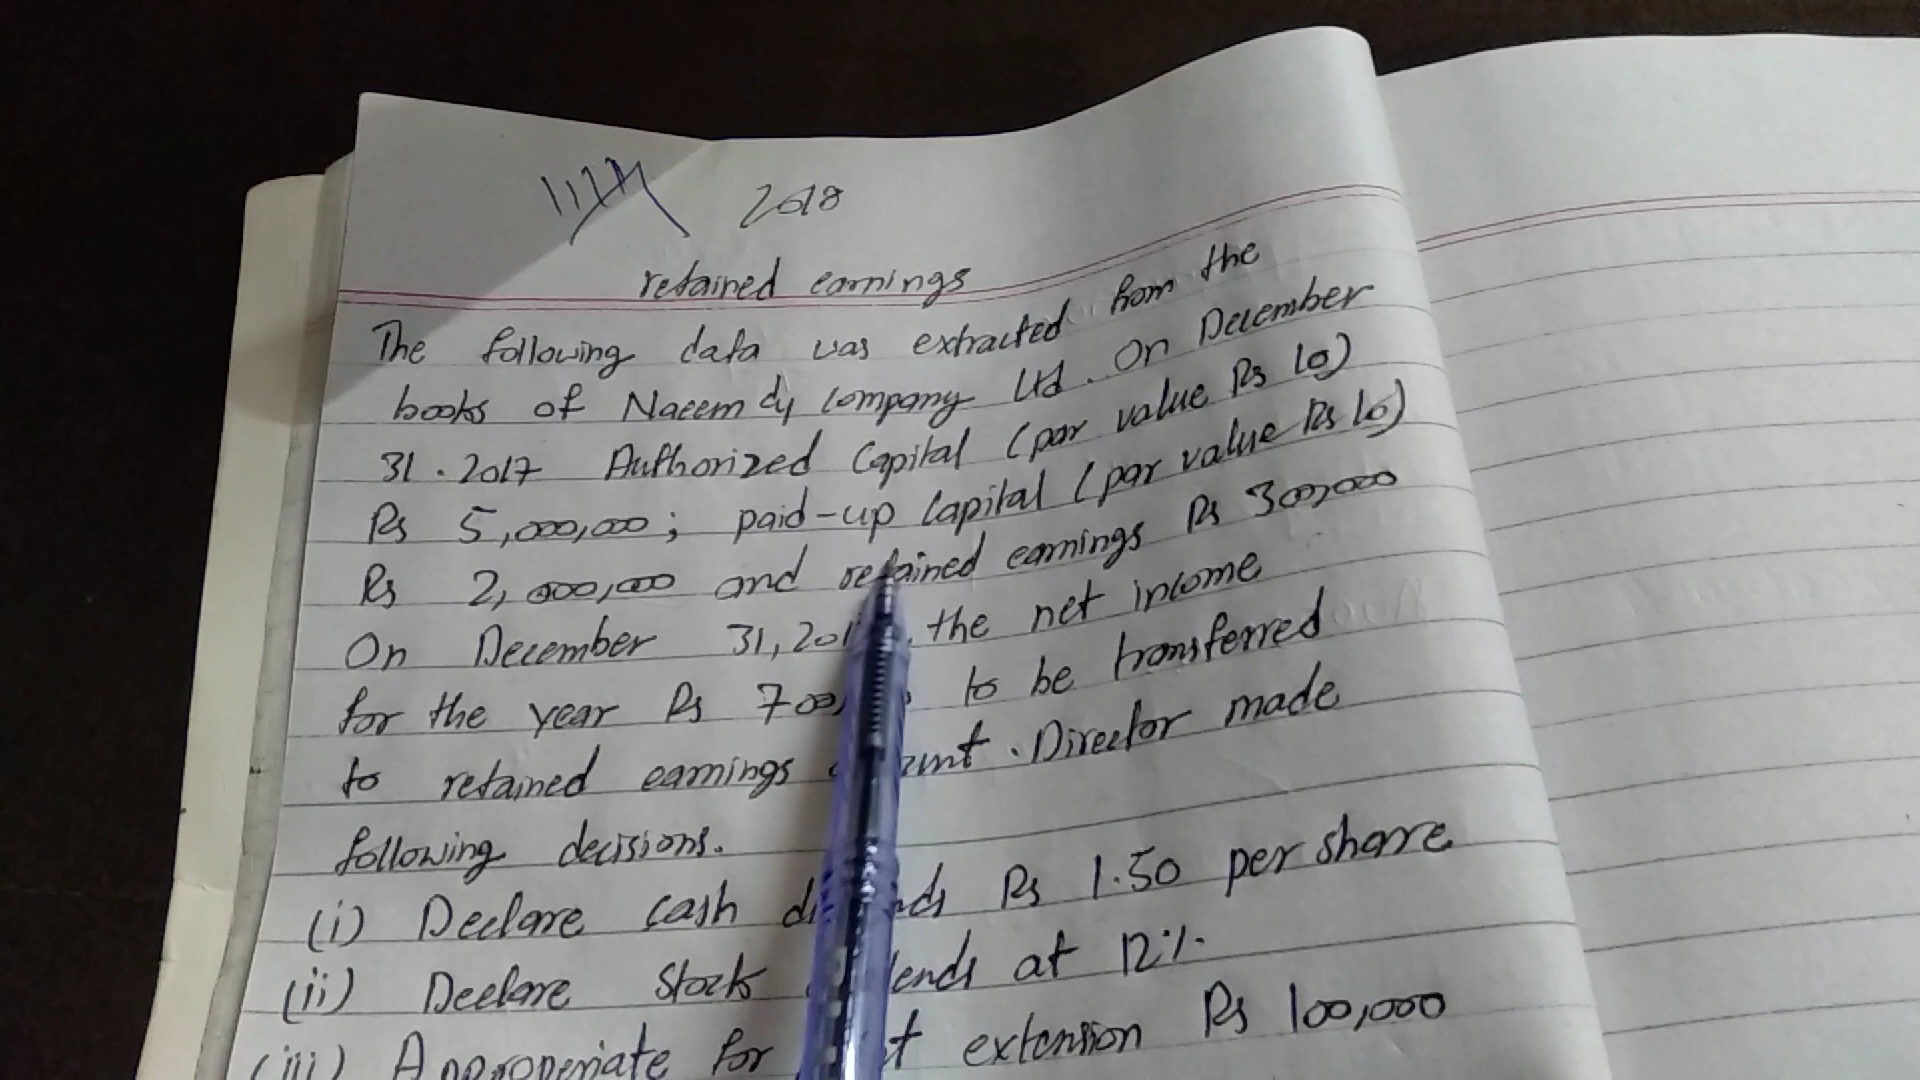 2018
retained earnings
The following data was extracted from the
books of Naeem dy company Ltd. On December
31. 2017 Authorized Capital (par value Rs 10)
Rs 5,000,000; paid-up capital (par value Rs 10)
Rs 2,000,000 and retained earnings Rs 300,000
On December 31, the net income
for the year Rs to be transferred
to retained earnings . Director made
following decisions.
(i) Declare cash Rs 1.50 per share
(ii) Declare Stock at 12%.
(iii) Appropriate for extension Rs 100,000